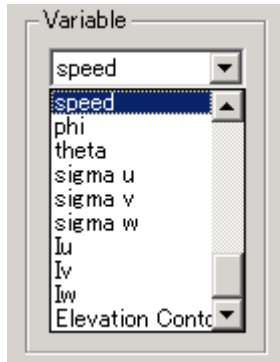 Variable
speed
speed
phi
theta
sigma u
sigma v
sigma w
Iu
Iv
Iw
Elevation Conto